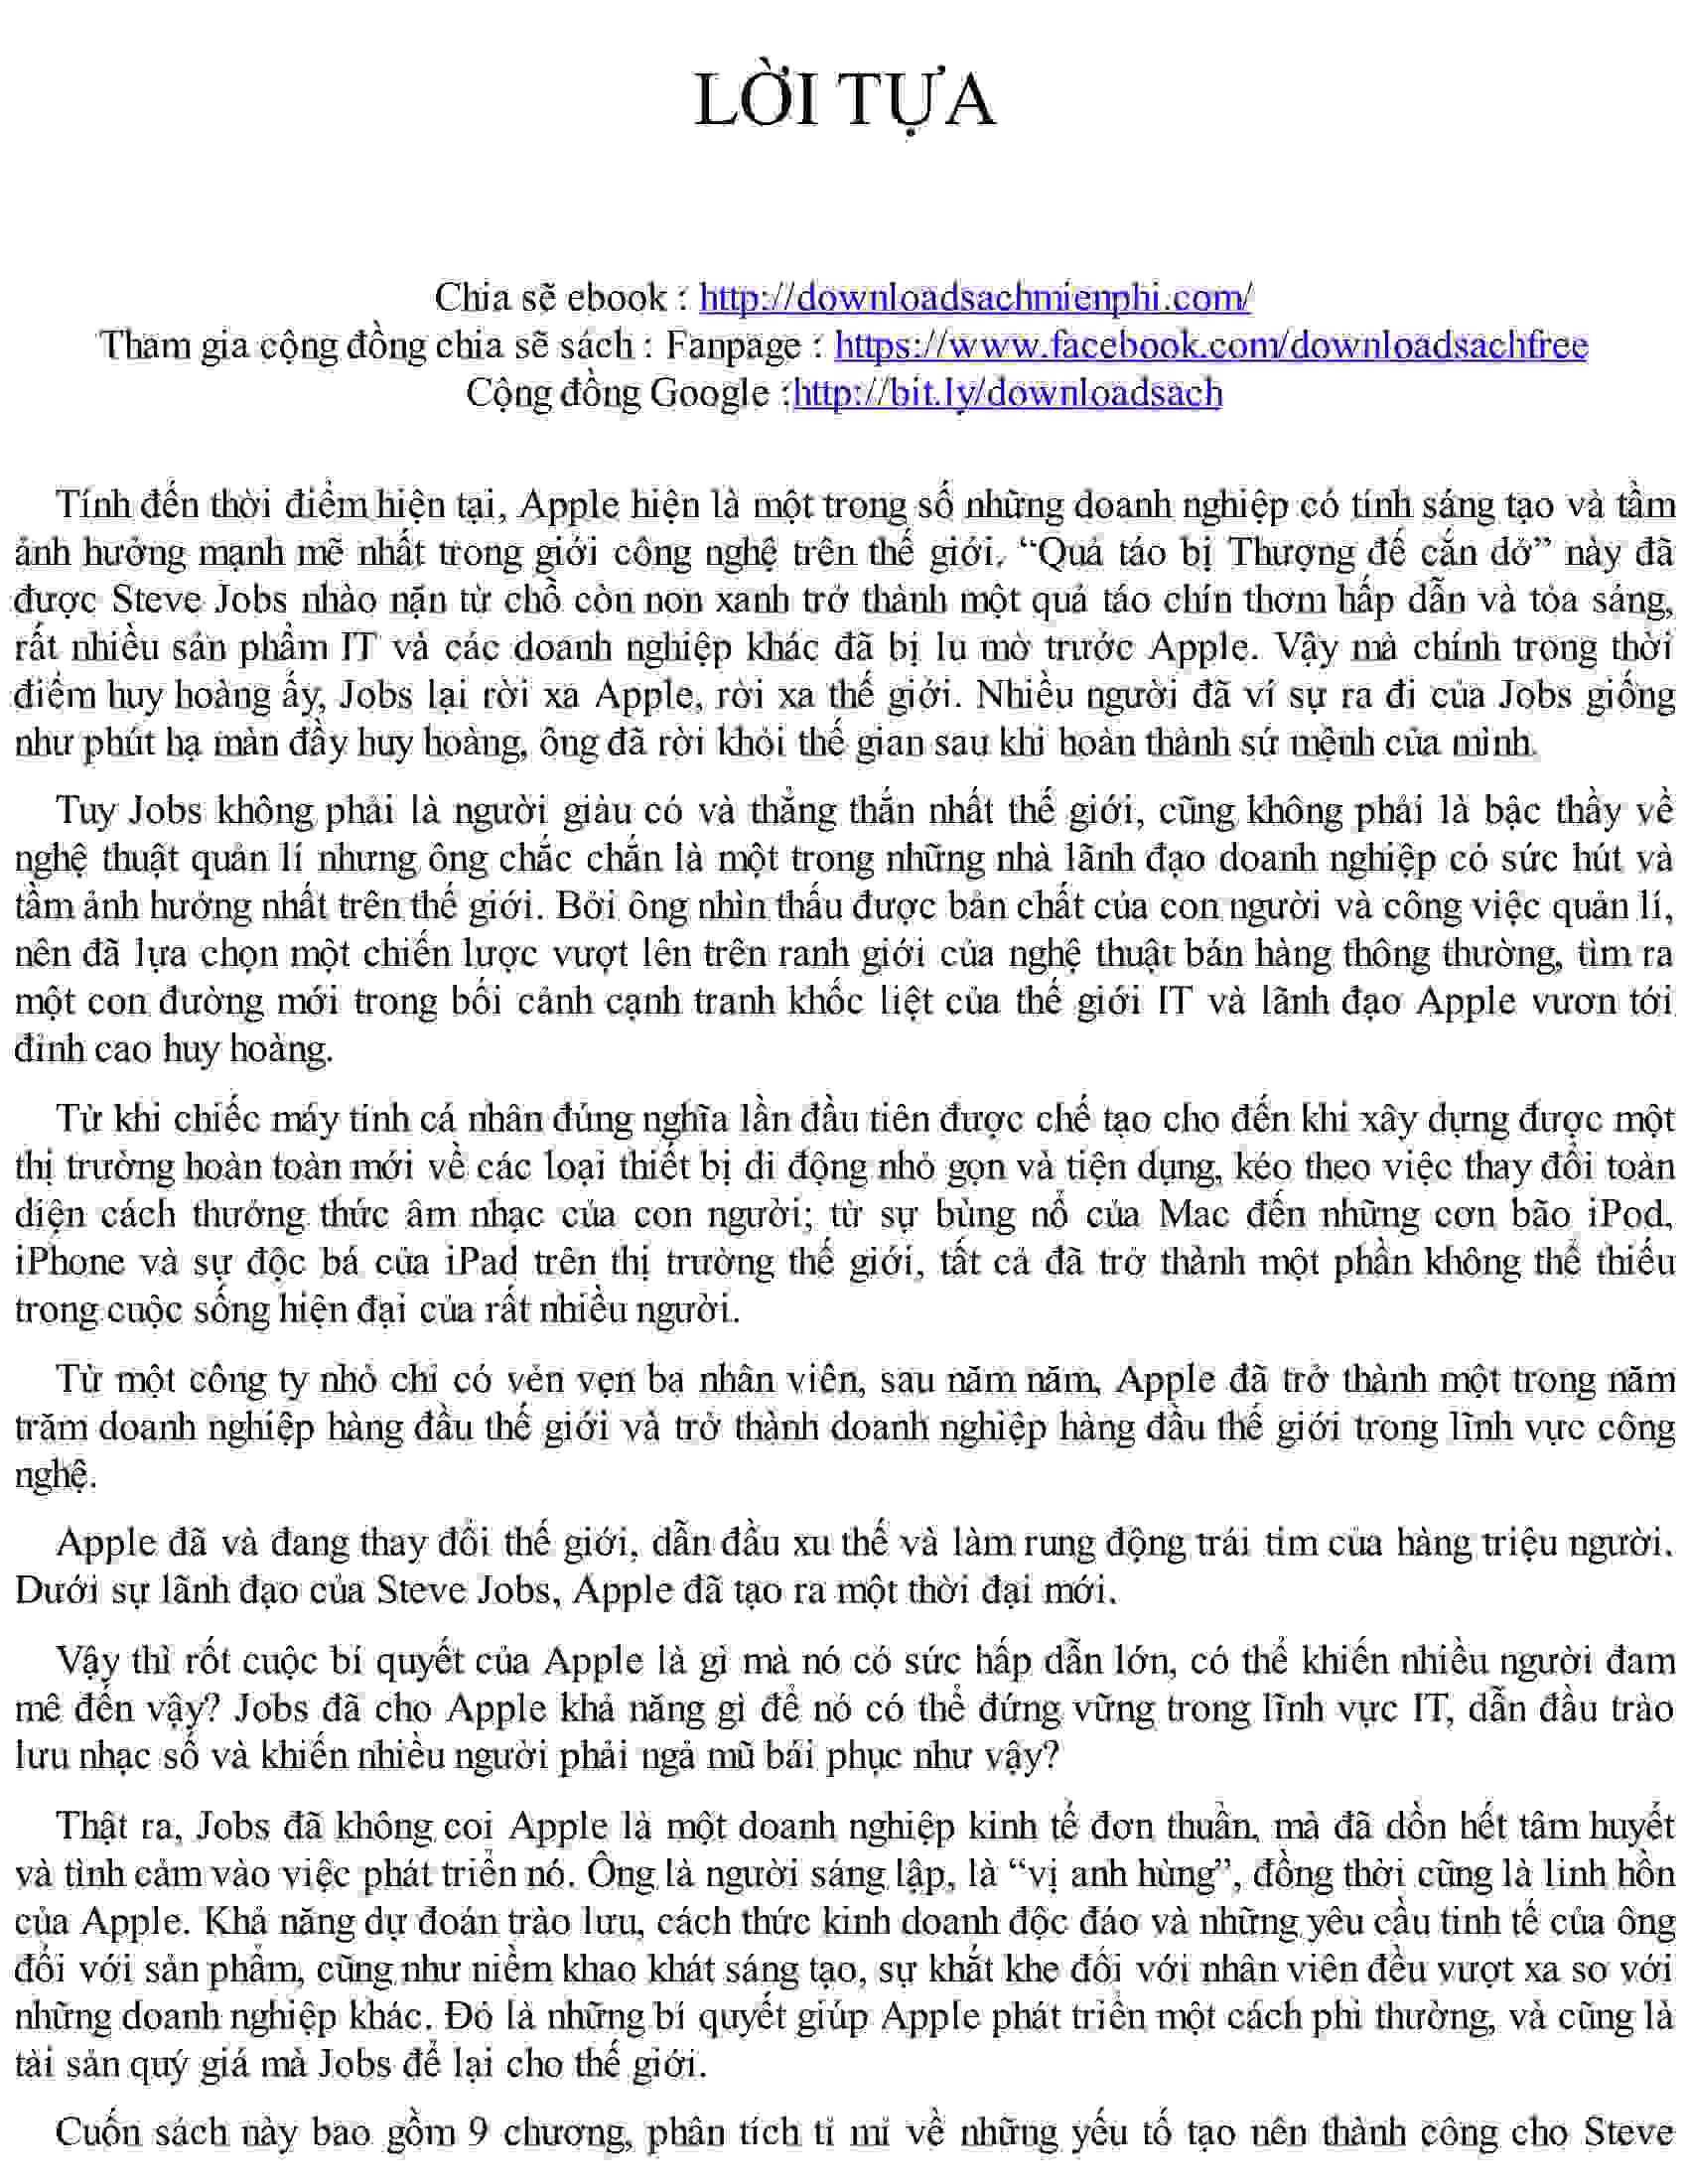 LỜI TỰA
Chia sẽ ebook : http://downloadsachmienphi.com/
Tham gia cộng đồng chia sẽ sách : Fanpage : https://www.facebook.com/downloadsachfree
Cộng đồng Google :http://bit.ly/downloadsach
Tính đến thời điểm hiện tại, Apple hiện là một trong số những doanh nghiệp có tính sáng tạo và tầm
ảnh hưởng mạnh mẽ nhất trong giới công nghệ trên thế giới. “Quả táo bị Thượng đế cắn dở” này đã
được Steve Jobs nhào nặn từ chỗ còn non xanh trở thành một quả táo chín thơm hấp dẫn và tỏa sáng,
rất nhiều sản phẩm IT và các doanh nghiệp khác đã bị lu mờ trước Apple. Vậy mà chính trong thời
điểm huy hoàng ấy, Jobs lại rời xa Apple, rời xa thế giới. Nhiều người đã ví sự ra đi của Jobs giống
như phút hạ màn đầy huy hoàng, ông đã rời khỏi thế gian sau khi hoàn thành sứ mệnh của mình.
Tuy Jobs không phải là người giàu có và thẳng thắn nhất thế giới, cũng không phải là bậc thầy về
nghệ thuật quản lí nhưng ông chắc chắn là một trong những nhà lãnh đạo doanh nghiệp có sức hút và
tầm ảnh hưởng nhất trên thế giới. Bởi ông nhìn thấu được bản chất của con người và công việc quản lí,
nên đã lựa chọn một chiến lược vượt lên trên ranh giới của nghệ thuật bán hàng thông thường, tìm ra
một con đường mới trong bối cảnh cạnh tranh khốc liệt của thế giới IT và lãnh đạo Apple vươn tới
đỉnh cao huy hoàng.
Từ khi chiếc máy tính cá nhân đúng nghĩa lần đầu tiên được chế tạo cho đến khi xây dựng được một
thị trường hoàn toàn mới về các loại thiết bị di động nhỏ gọn và tiện dụng, kéo theo việc thay đổi toàn
diện cách thưởng thức âm nhạc của con người; từ sự bùng nổ của Mac đến những cơn bão iPod,
iPhone và sự độc bá của iPad trên thị trường thế giới, tất cả đã trở thành một phần không thể thiếu
trong cuộc sống hiện đại của rất nhiều người.
Từ một công ty nhỏ chỉ có vẻn vẹn ba nhân viên, sau năm năm, Apple đã trở thành một trong năm
trăm doanh nghiệp hàng đầu thế giới và trở thành doanh nghiệp hàng đầu thế giới trong lĩnh vực công
nghệ.
Apple đã và đang thay đổi thế giới, dẫn đầu xu thế và làm rung động trái tim của hàng triệu người.
Dưới sự lãnh đạo của Steve Jobs, Apple đã tạo ra một thời đại mới.
Vậy thì rốt cuộc bí quyết của Apple là gì mà nó có sức hấp dẫn lớn, có thể khiến nhiều người đam
mê đến vậy? Jobs đã cho Apple khả năng gì để nó có thể đứng vững trong lĩnh vực IT, dẫn đầu trào
lưu nhạc số và khiến nhiều người phải ngả mũ bái phục như vậy?
Thật ra, Jobs đã không coi Apple là một doanh nghiệp kinh tế đơn thuần, mà đã dồn hết tâm huyết
và tình cảm vào việc phát triển nó. Ông là người sáng lập, là “vị anh hùng”, đồng thời cũng là linh hồn
của Apple. Khả năng dự đoán trào lưu, cách thức kinh doanh độc đáo và những yêu cầu tinh tế của ông
đối với sản phẩm, cũng như niềm khao khát sáng tạo, sự khắt khe đối với nhân viên đều vượt xa so với
những doanh nghiệp khác. Đó là những bí quyết giúp Apple phát triển một cách phi thường, và cũng là
tài sản quý giá mà Jobs để lại cho thế giới.
Cuốn sách này bao gồm 9 chương, phân tích tỉ mỉ về những yếu tố tạo nên thành công cho Steve